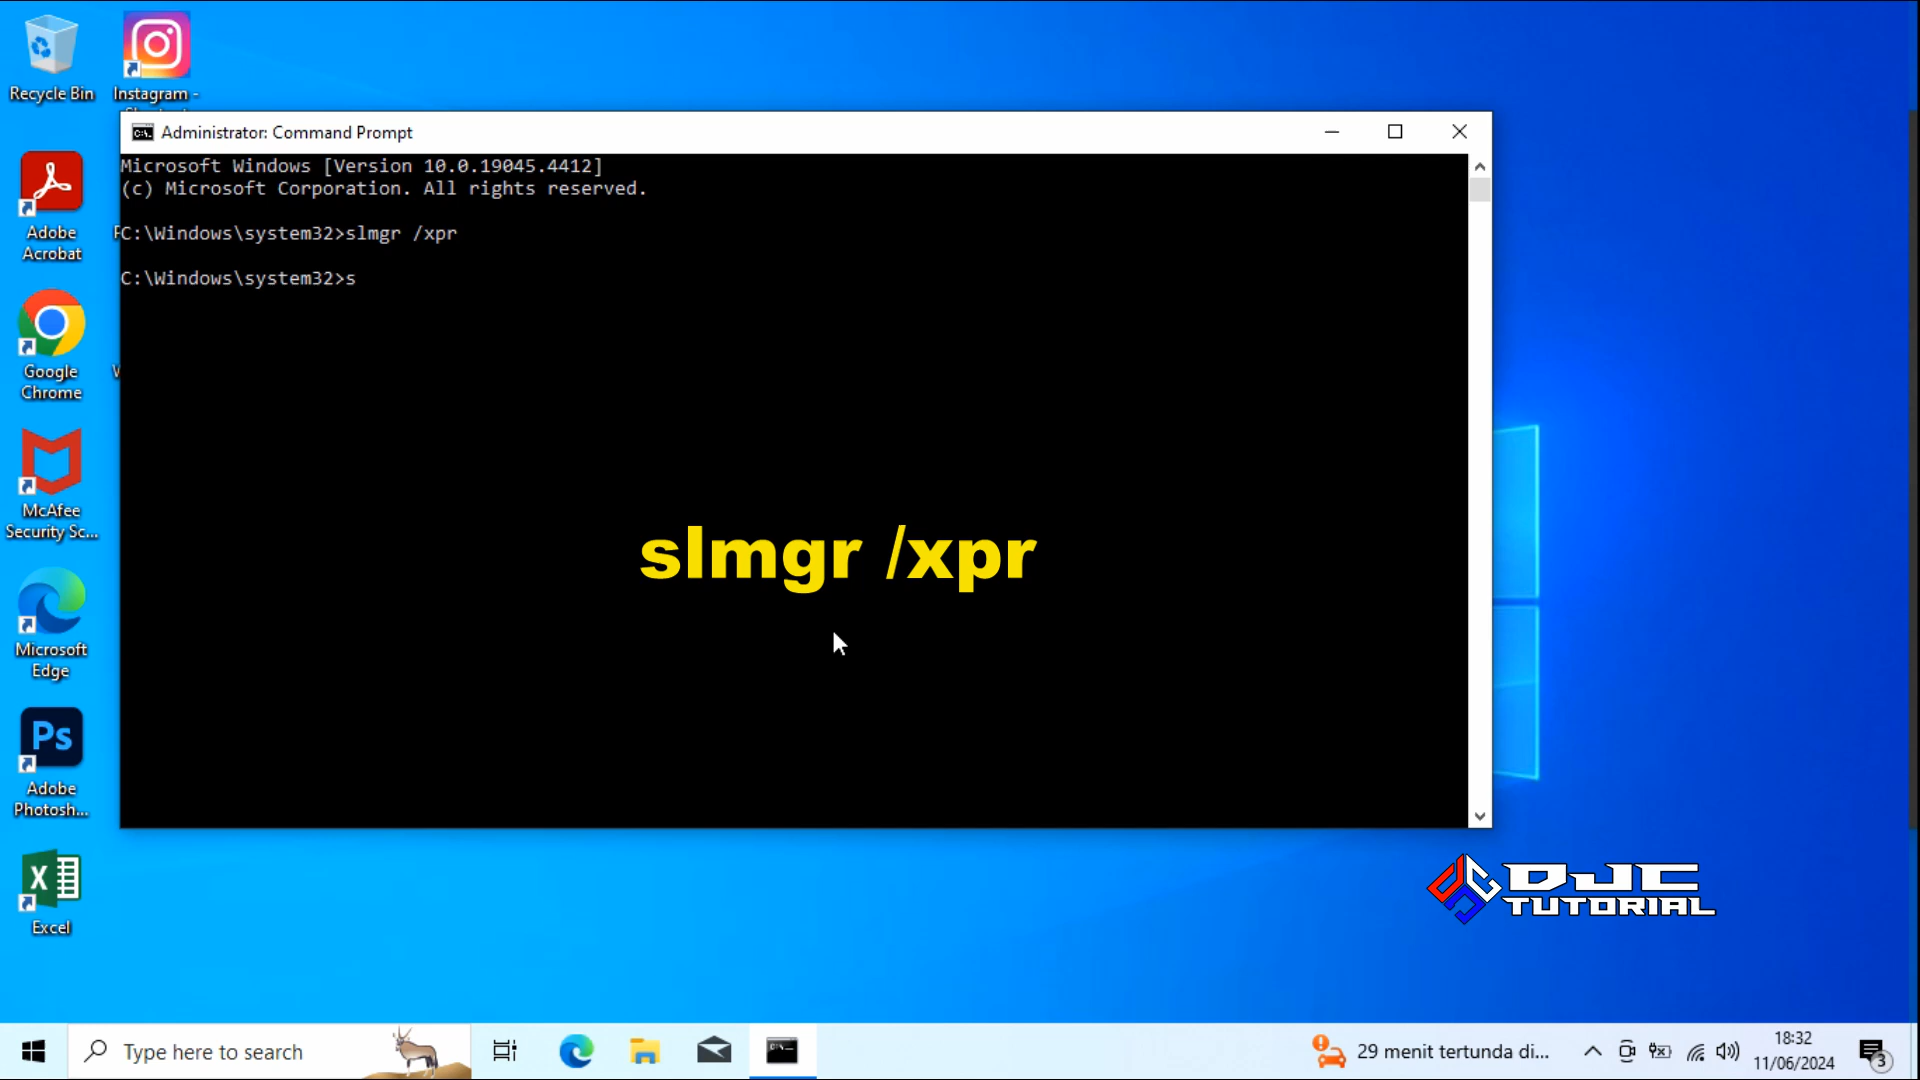 Recycle Bin
Instagram -
Administrator: Command Prompt
Microsoft Windows [Version 10.0.19045.4412]
(c) Microsoft Corporation. All rights reserved.
C:\Windows\system32>slmgr /xpr
C:\Windows\system32>s
Adobe
Acrobat
Google
Chrome
McAfee
Security Sc...
Microsoft
Edge
Ps
Adobe
Photosh...
Excel
slmgr /xpr
DJC
TUTORIAL
Type here to search
29 menit tertunda di...
18:32
11/06/2024
3